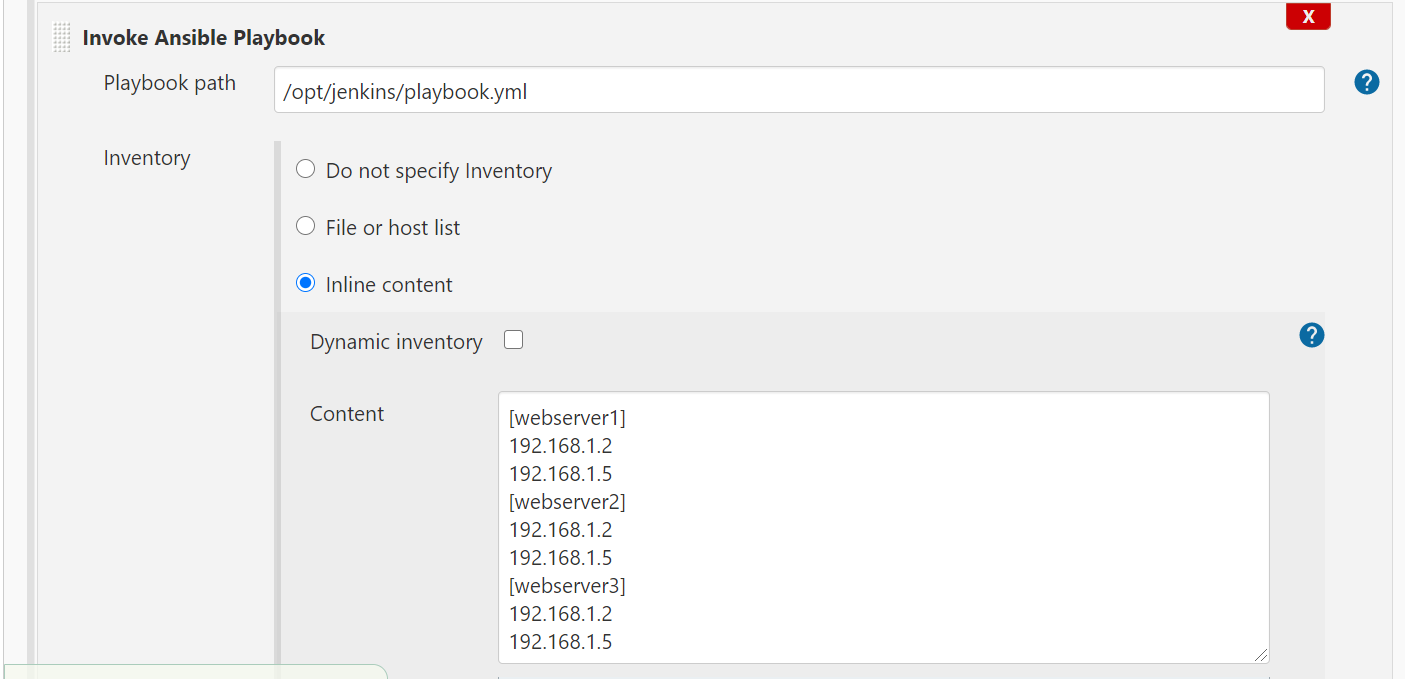 X
Invoke Ansible Playbook
Playbook path
/opt/jenkins/playbook.yml
?
Inventory
Do not specify Inventory
File or host list
Inline content
Dynamic inventory
?
Content
[webserver1]
192.168.1.2
192.168.1.5
[webserver2]
192.168.1.2
192.168.1.5
[webserver3]
192.168.1.2
192.168.1.5